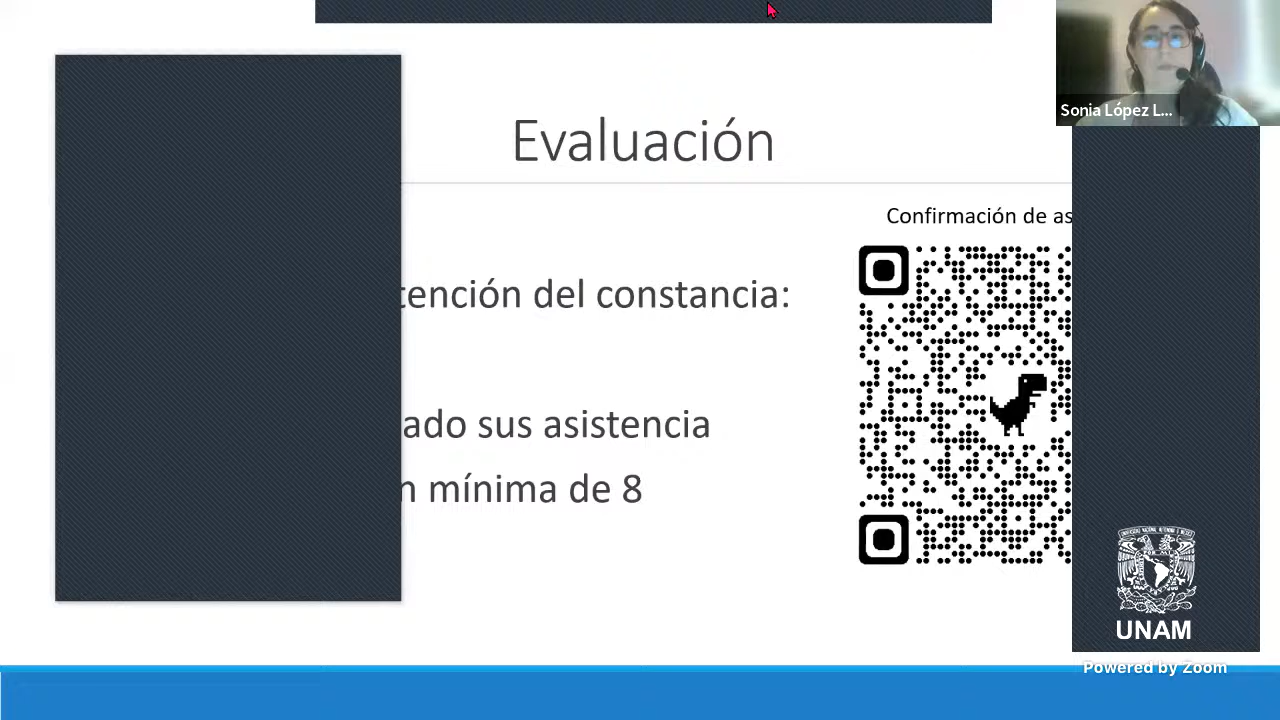 Sonia López L...
Evaluación
Confirmación de as
tención del constancia:
ado sus asistencia
n mínima de 8
UNAM
Powered by Zoom